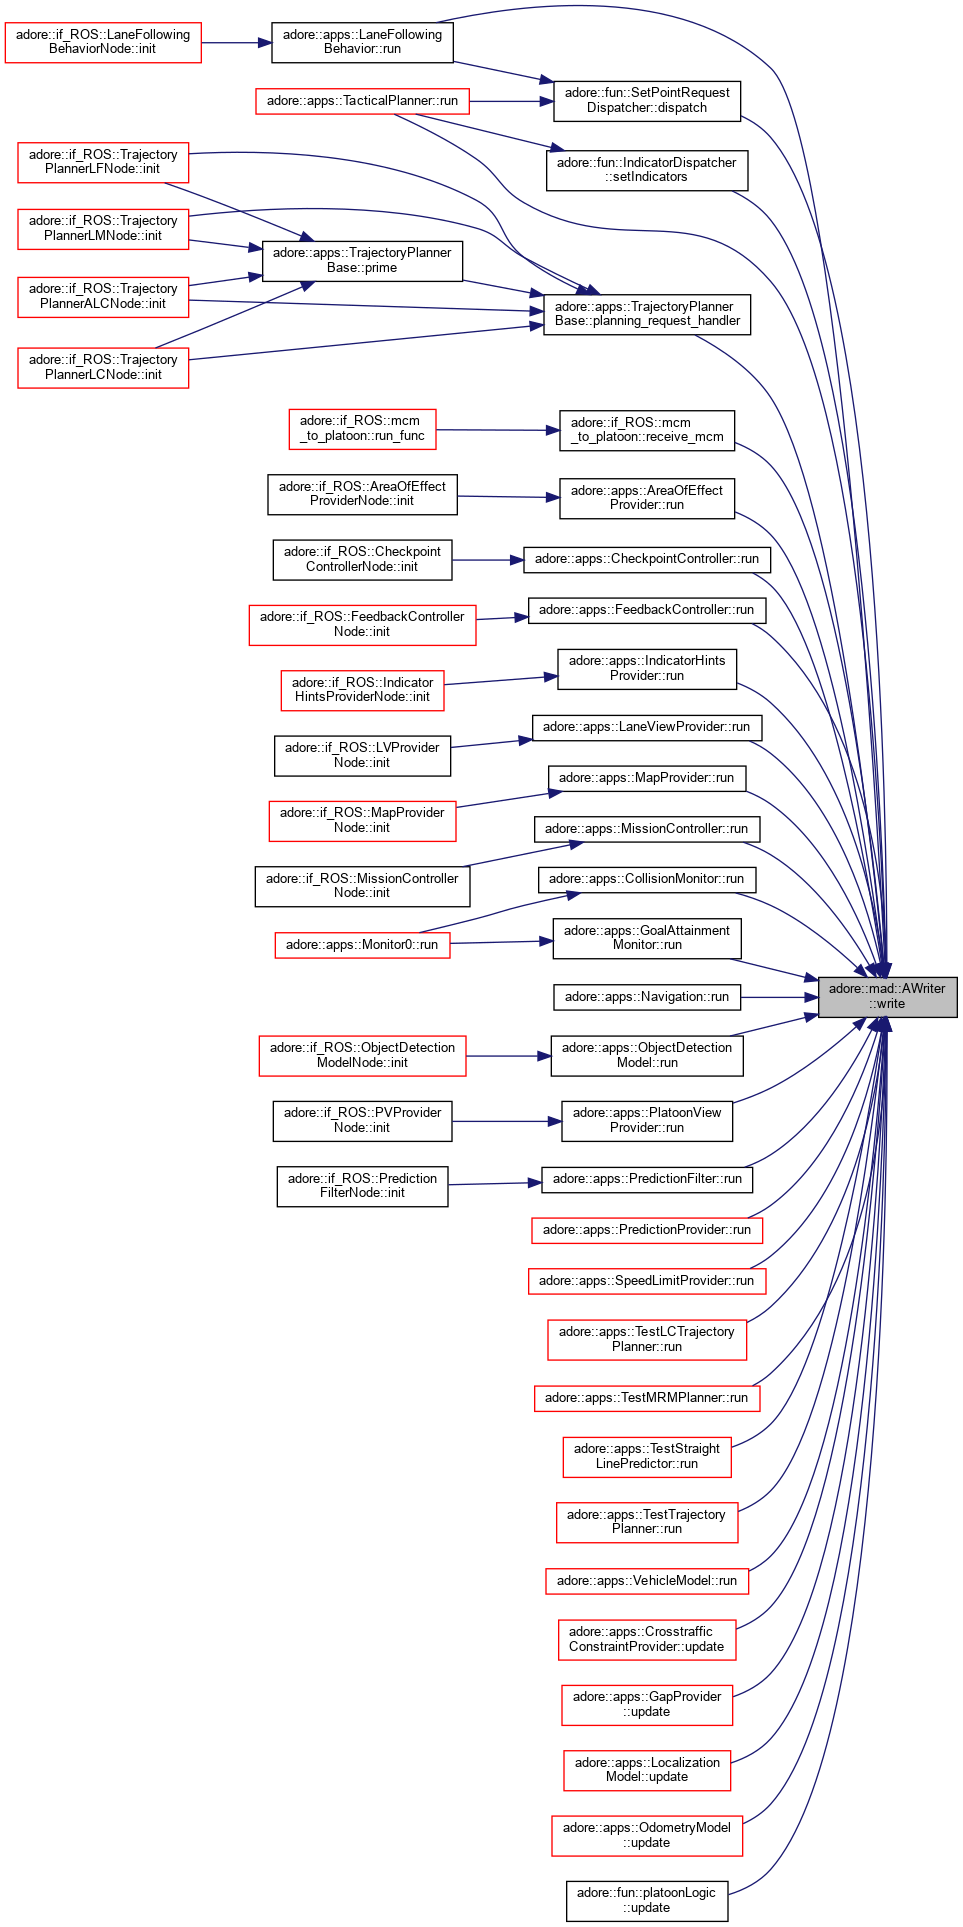 adore::if_ROS::LaneFollowing
BehaviorNode::init
adore::apps::LaneFollowing
Behavior::run
adore::apps::TacticalPlanner::run
adore::fun::SetPointRequest
Dispatcher::dispatch
adore::fun::IndicatorDispatcher
::setIndicators
adore::if_ROS::Trajectory
PlannerLFNode::init
adore::if_ROS::Trajectory
PlannerLMNode::init
adore::if_ROS::Trajectory
PlannerALCNode::init
adore::if_ROS::Trajectory
PlannerLCNode::init
adore::apps::TrajectoryPlanner
Base::prime
adore::apps::TrajectoryPlanner
Base::planning_request_handler
adore::if_ROS::mcm
_to_platoon::run_func
adore::if_ROS::mcm
_to_platoon::receive_mcm
adore::if_ROS::AreaOfEffect
ProviderNode::init
adore::apps::AreaOfEffect
Provider::run
adore::if_ROS::Checkpoint
ControllerNode::init
adore::apps::CheckpointController::run
adore::if_ROS::FeedbackController
Node::init
adore::apps::FeedbackController::run
adore::if_ROS::Indicator
HintsProviderNode::init
adore::apps::IndicatorHints
Provider::run
adore::if_ROS::LVProvider
Node::init
adore::apps::LaneViewProvider::run
adore::if_ROS::MapProvider
Node::init
adore::apps::MapProvider::run
adore::if_ROS::MissionController
Node::init
adore::apps::MissionController::run
adore::apps::CollisionMonitor::run
adore::apps::Monitor0::run
adore::apps::GoalAttainment
Monitor::run
adore::apps::Navigation::run
adore::mad::AWriter
::write
adore::if_ROS::ObjectDetection
ModelNode::init
adore::apps::ObjectDetection
Model::run
adore::if_ROS::PVProvider
Node::init
adore::apps::PlatoonView
Provider::run
adore::if_ROS::Prediction
FilterNode::init
adore::apps::PredictionFilter::run
adore::apps::PredictionProvider::run
adore::apps::SpeedLimitProvider::run
adore::apps::TestLCTrajectory
Planner::run
adore::apps::TestMRMPlanner::run
adore::apps::TestStraight
LinePredictor::run
adore::apps::TestTrajectory
Planner::run
adore::apps::VehicleModel::run
adore::apps::Crosstraffic
ConstraintProvider::update
adore::apps::GapProvider
::update
adore::apps::Localization
Model::update
adore::apps::OdometryModel
::update
adore::fun::platoonLogic
::update